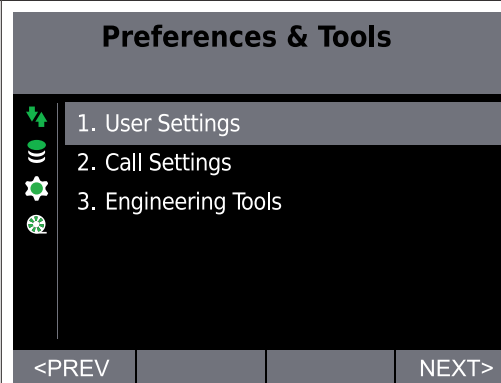 Preferences & Tools
1. User Settings
2. Call Settings
3. Engineering Tools
<PREV
NEXT>